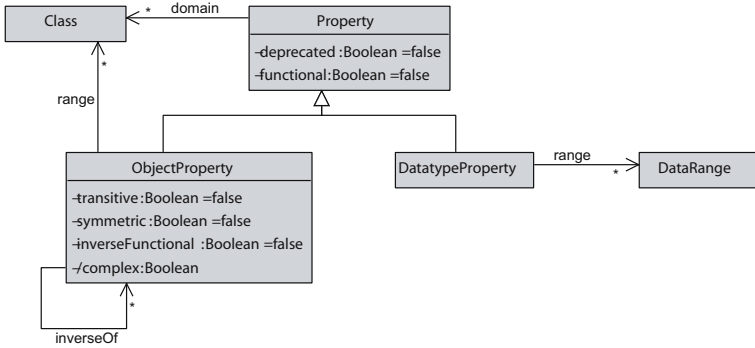 Class
*
domain
Property
-deprecated :Boolean =false
-functional:Boolean =false
*
range
ObjectProperty
-transitive:Boolean =false
-symmetric:Boolean =false
-inverseFunctional :Boolean =false
-/complex:Boolean
*
inverseOf
DatatypeProperty
range
*
DataRange